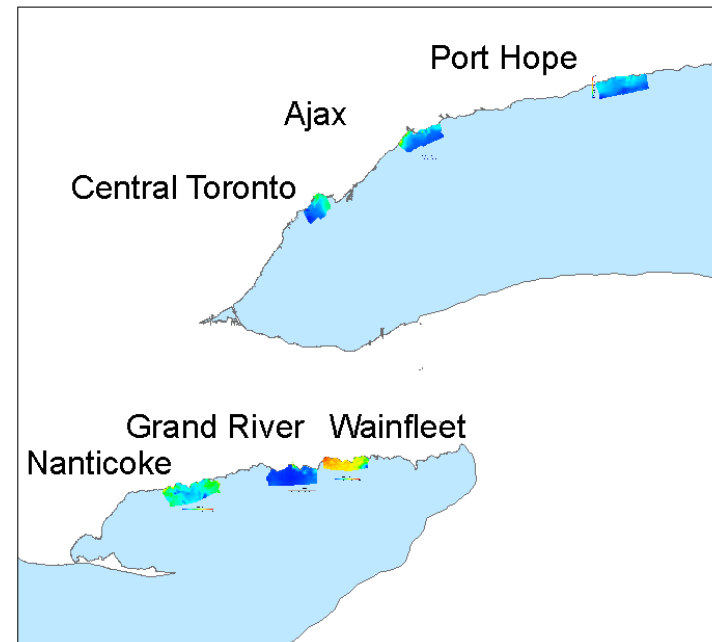 Port Hope
Ajax
Central Toronto
Grand River Wainfleet
Nanticoke